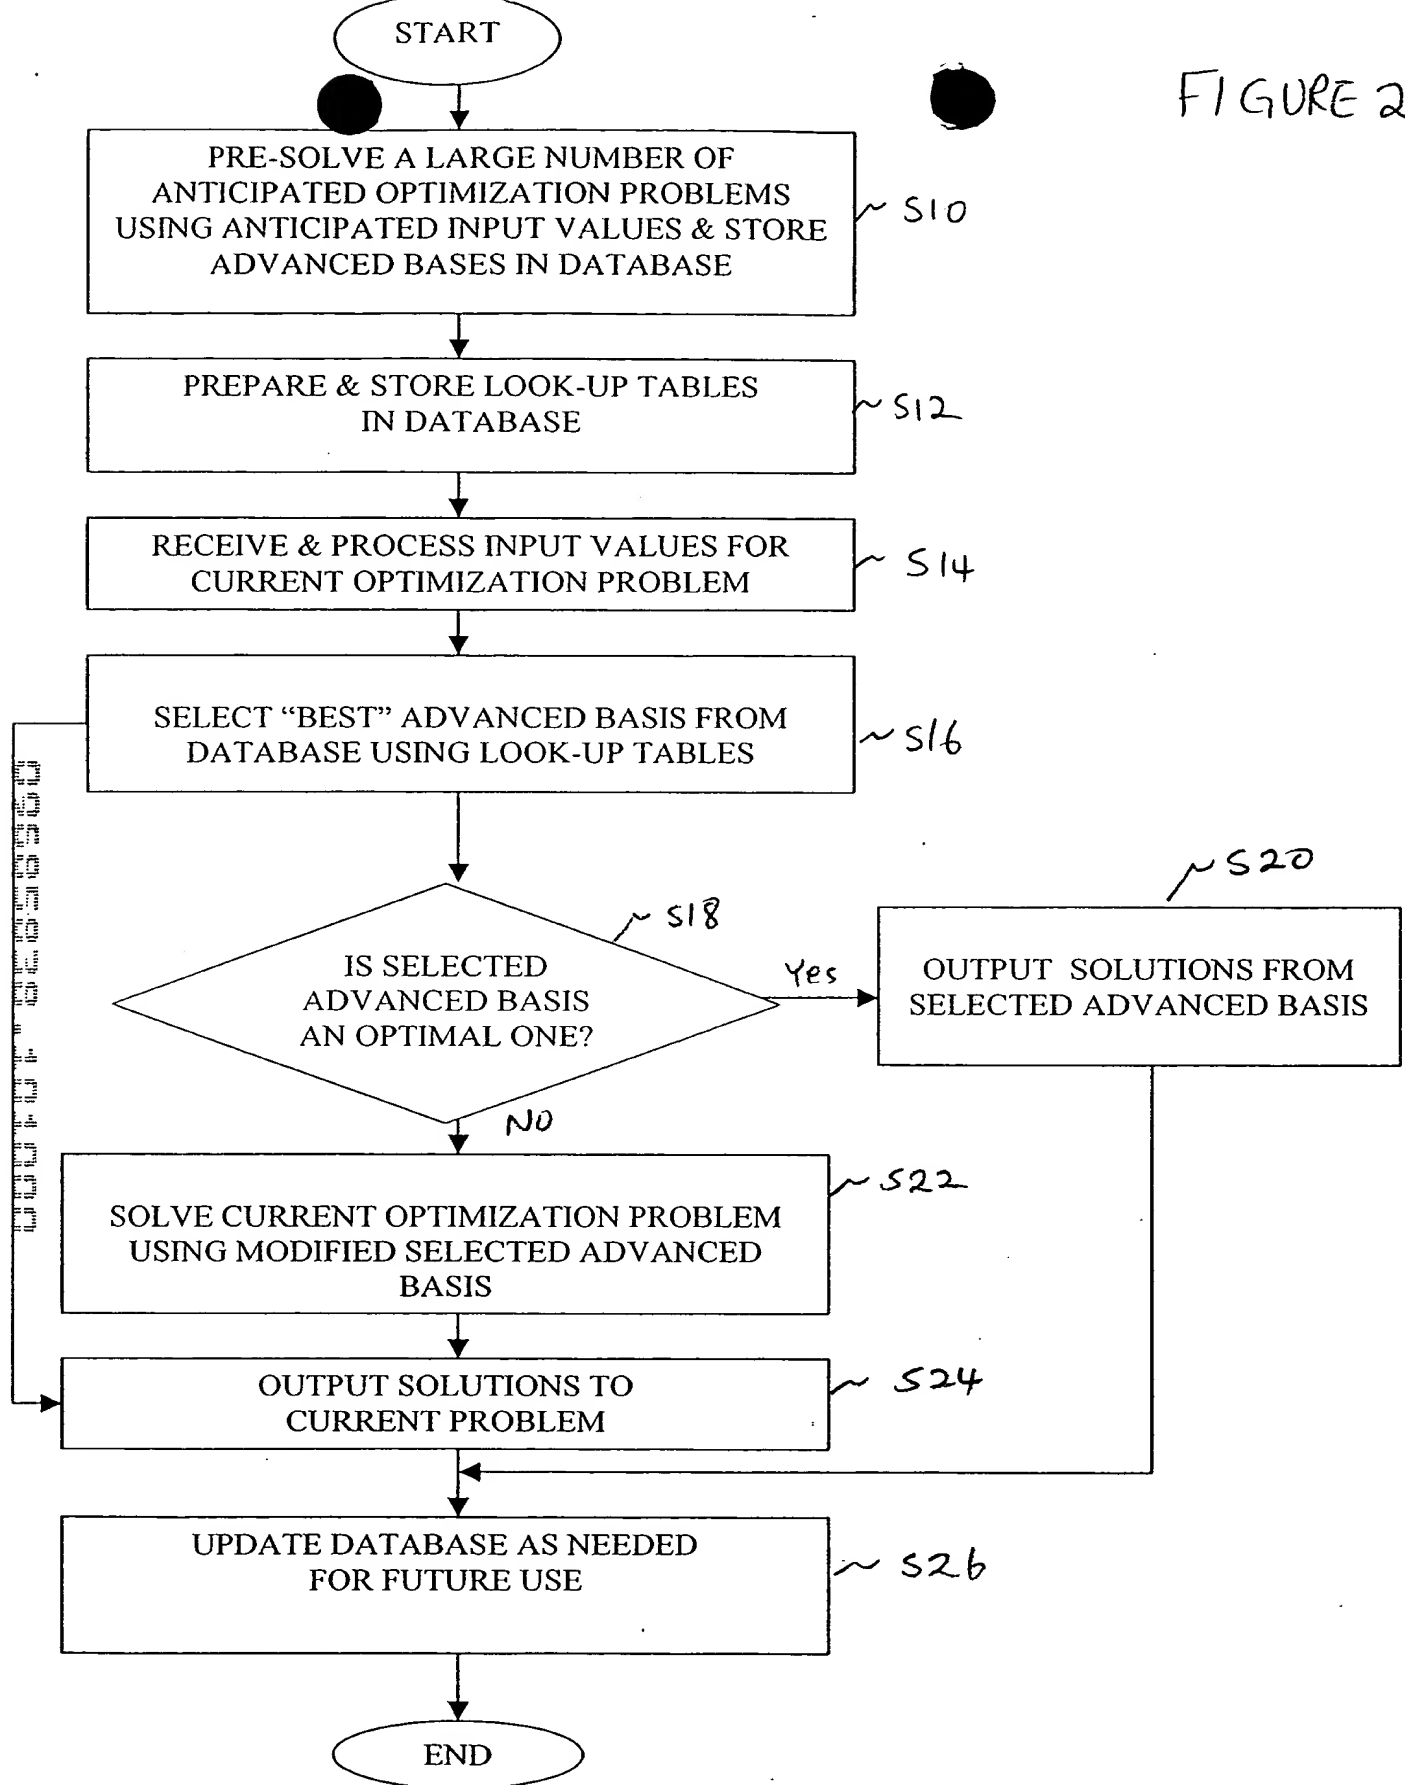 START
FIGURE 2
PRE-SOLVE A LARGE NUMBER OF
ANTICIPATED OPTIMIZATION PROBLEMS
USING ANTICIPATED INPUT VALUES & STORE
ADVANCED BASES IN DATABASE
S10
PREPARE & STORE LOOK-UP TABLES
IN DATABASE
S12
RECEIVE & PROCESS INPUT VALUES FOR
CURRENT OPTIMIZATION PROBLEM
S14
SELECT “BEST” ADVANCED BASIS FROM
DATABASE USING LOOK-UP TABLES
S16
S18
IS SELECTED
ADVANCED BASIS
AN OPTIMAL ONE?
Yes
S20
OUTPUT SOLUTIONS FROM
SELECTED ADVANCED BASIS
NO
S22
SOLVE CURRENT OPTIMIZATION PROBLEM
USING MODIFIED SELECTED ADVANCED
BASIS
OUTPUT SOLUTIONS TO
CURRENT PROBLEM
S24
UPDATE DATABASE AS NEEDED
FOR FUTURE USE
S26
END